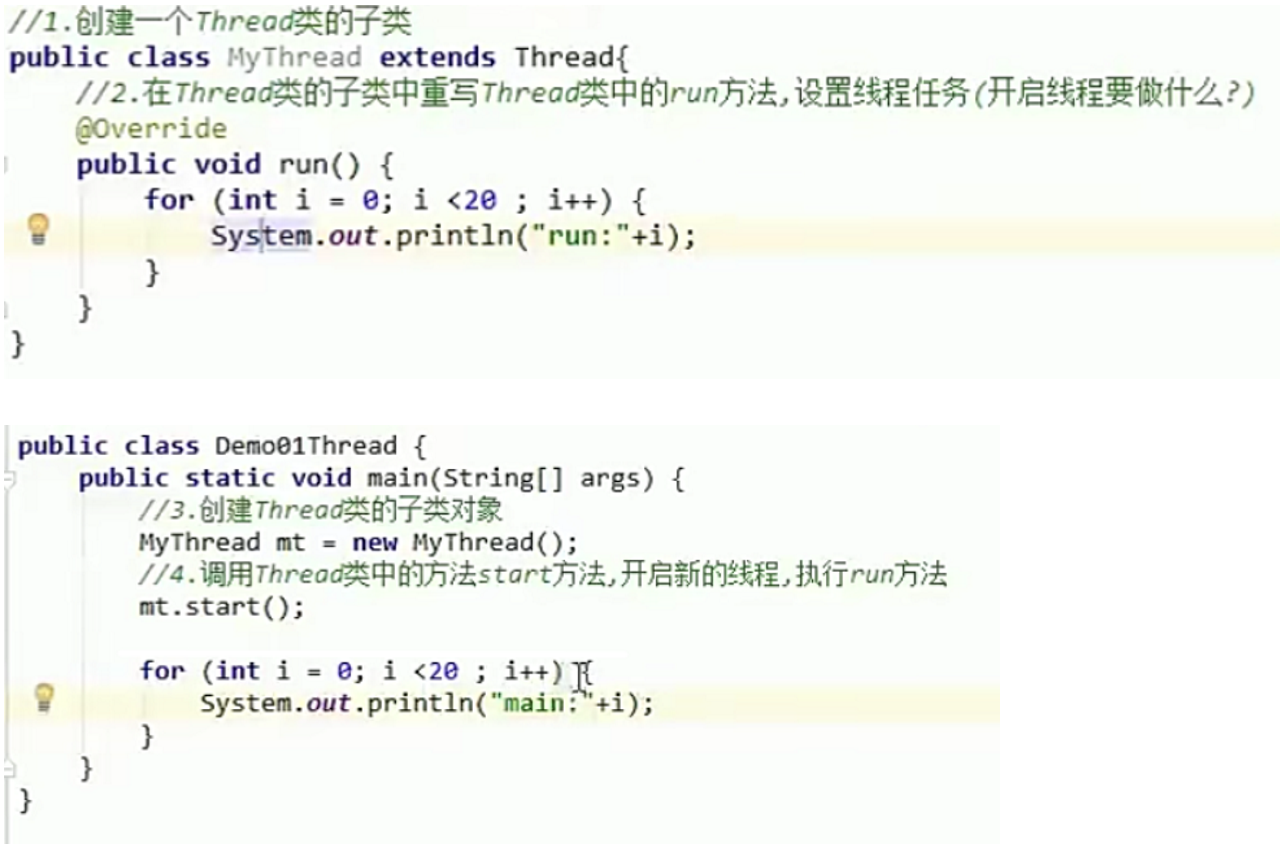 //1.创建一个Thread类的子类
public class MyThread extends Thread{
//2.在Thread类的子类中重写Thread类中的run方法,设置线程任务(开启线程要做什么?)
@Override
public void run() {
for (int i = 0; i <20 ; i++) {
System.out.println("run:"+i);
}
}
}
public class Demo01Thread {
public static void main(String[] args) {
//3.创建Thread类的子类对象
MyThread mt = new MyThread();
//4.调用Thread类中的方法start方法,开启新的线程,执行run方法
mt.start();
for (int i = 0; i <20 ; i++) {
System.out.println("main:"+i);
}
}
}